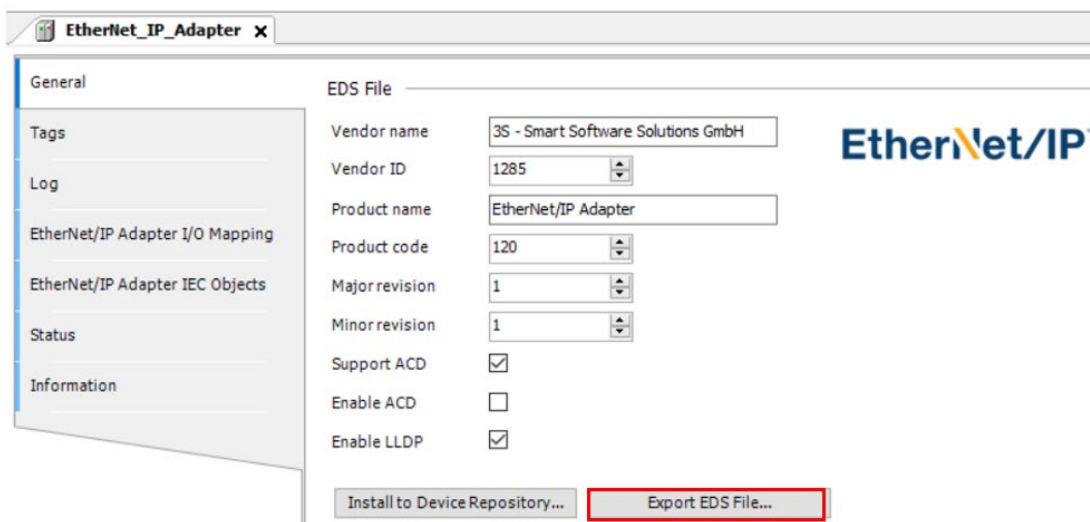 EtherNet_IP_Adapter X
General
Tags
Log
EtherNet/IP Adapter I/O Mapping
EtherNet/IP Adapter IEC Objects
Status
Information
EDS File
Vendor name 3S - Smart Software Solutions GmbH
Vendor ID 1285
Product name EtherNet/IP Adapter
Product code 120
Major revision 1
Minor revision 1
Support ACD
Enable ACD
Enable LLDP
EtherNet/IP
Install to Device Repository... Export EDS File...